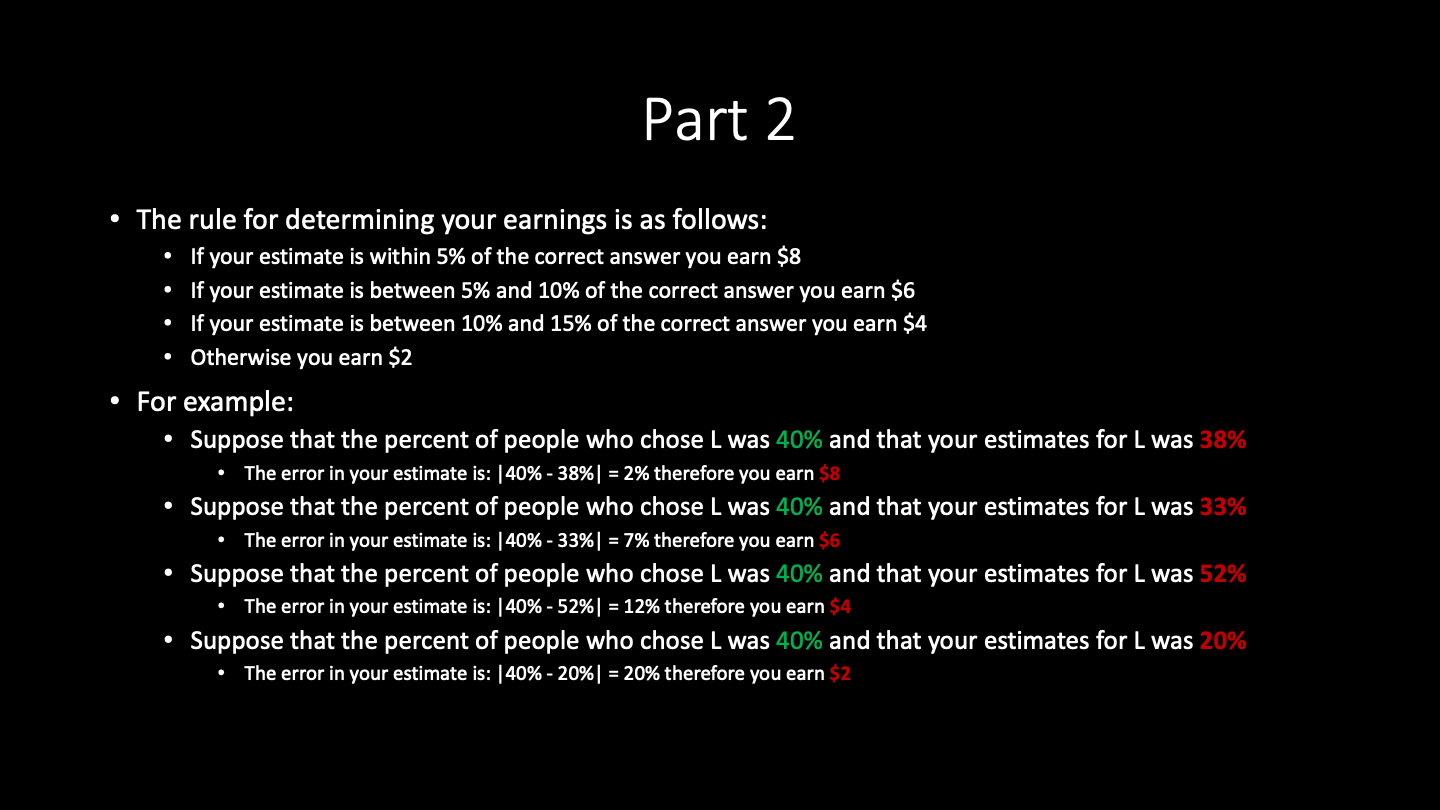 Part 2
• The rule for determining your earnings is as follows:
• If your estimate is within 5% of the correct answer you earn $8
• If your estimate is between 5% and 10% of the correct answer you earn $6
• If your estimate is between 10% and 15% of the correct answer you earn $4
• Otherwise you earn $2
• For example:
• Suppose that the percent of people who chose L was 40% and that your estimates for L was 38%
• The error in your estimate is: |40% - 38%| = 2% therefore you earn $8
• Suppose that the percent of people who chose L was 40% and that your estimates for L was 33%
• The error in your estimate is: |40% - 33%| = 7% therefore you earn $6
• Suppose that the percent of people who chose L was 40% and that your estimates for L was 52%
• The error in your estimate is: |40% - 52%| = 12% therefore you earn $4
• Suppose that the percent of people who chose L was 40% and that your estimates for L was 20%
• The error in your estimate is: |40% - 20%| = 20% therefore you earn $2